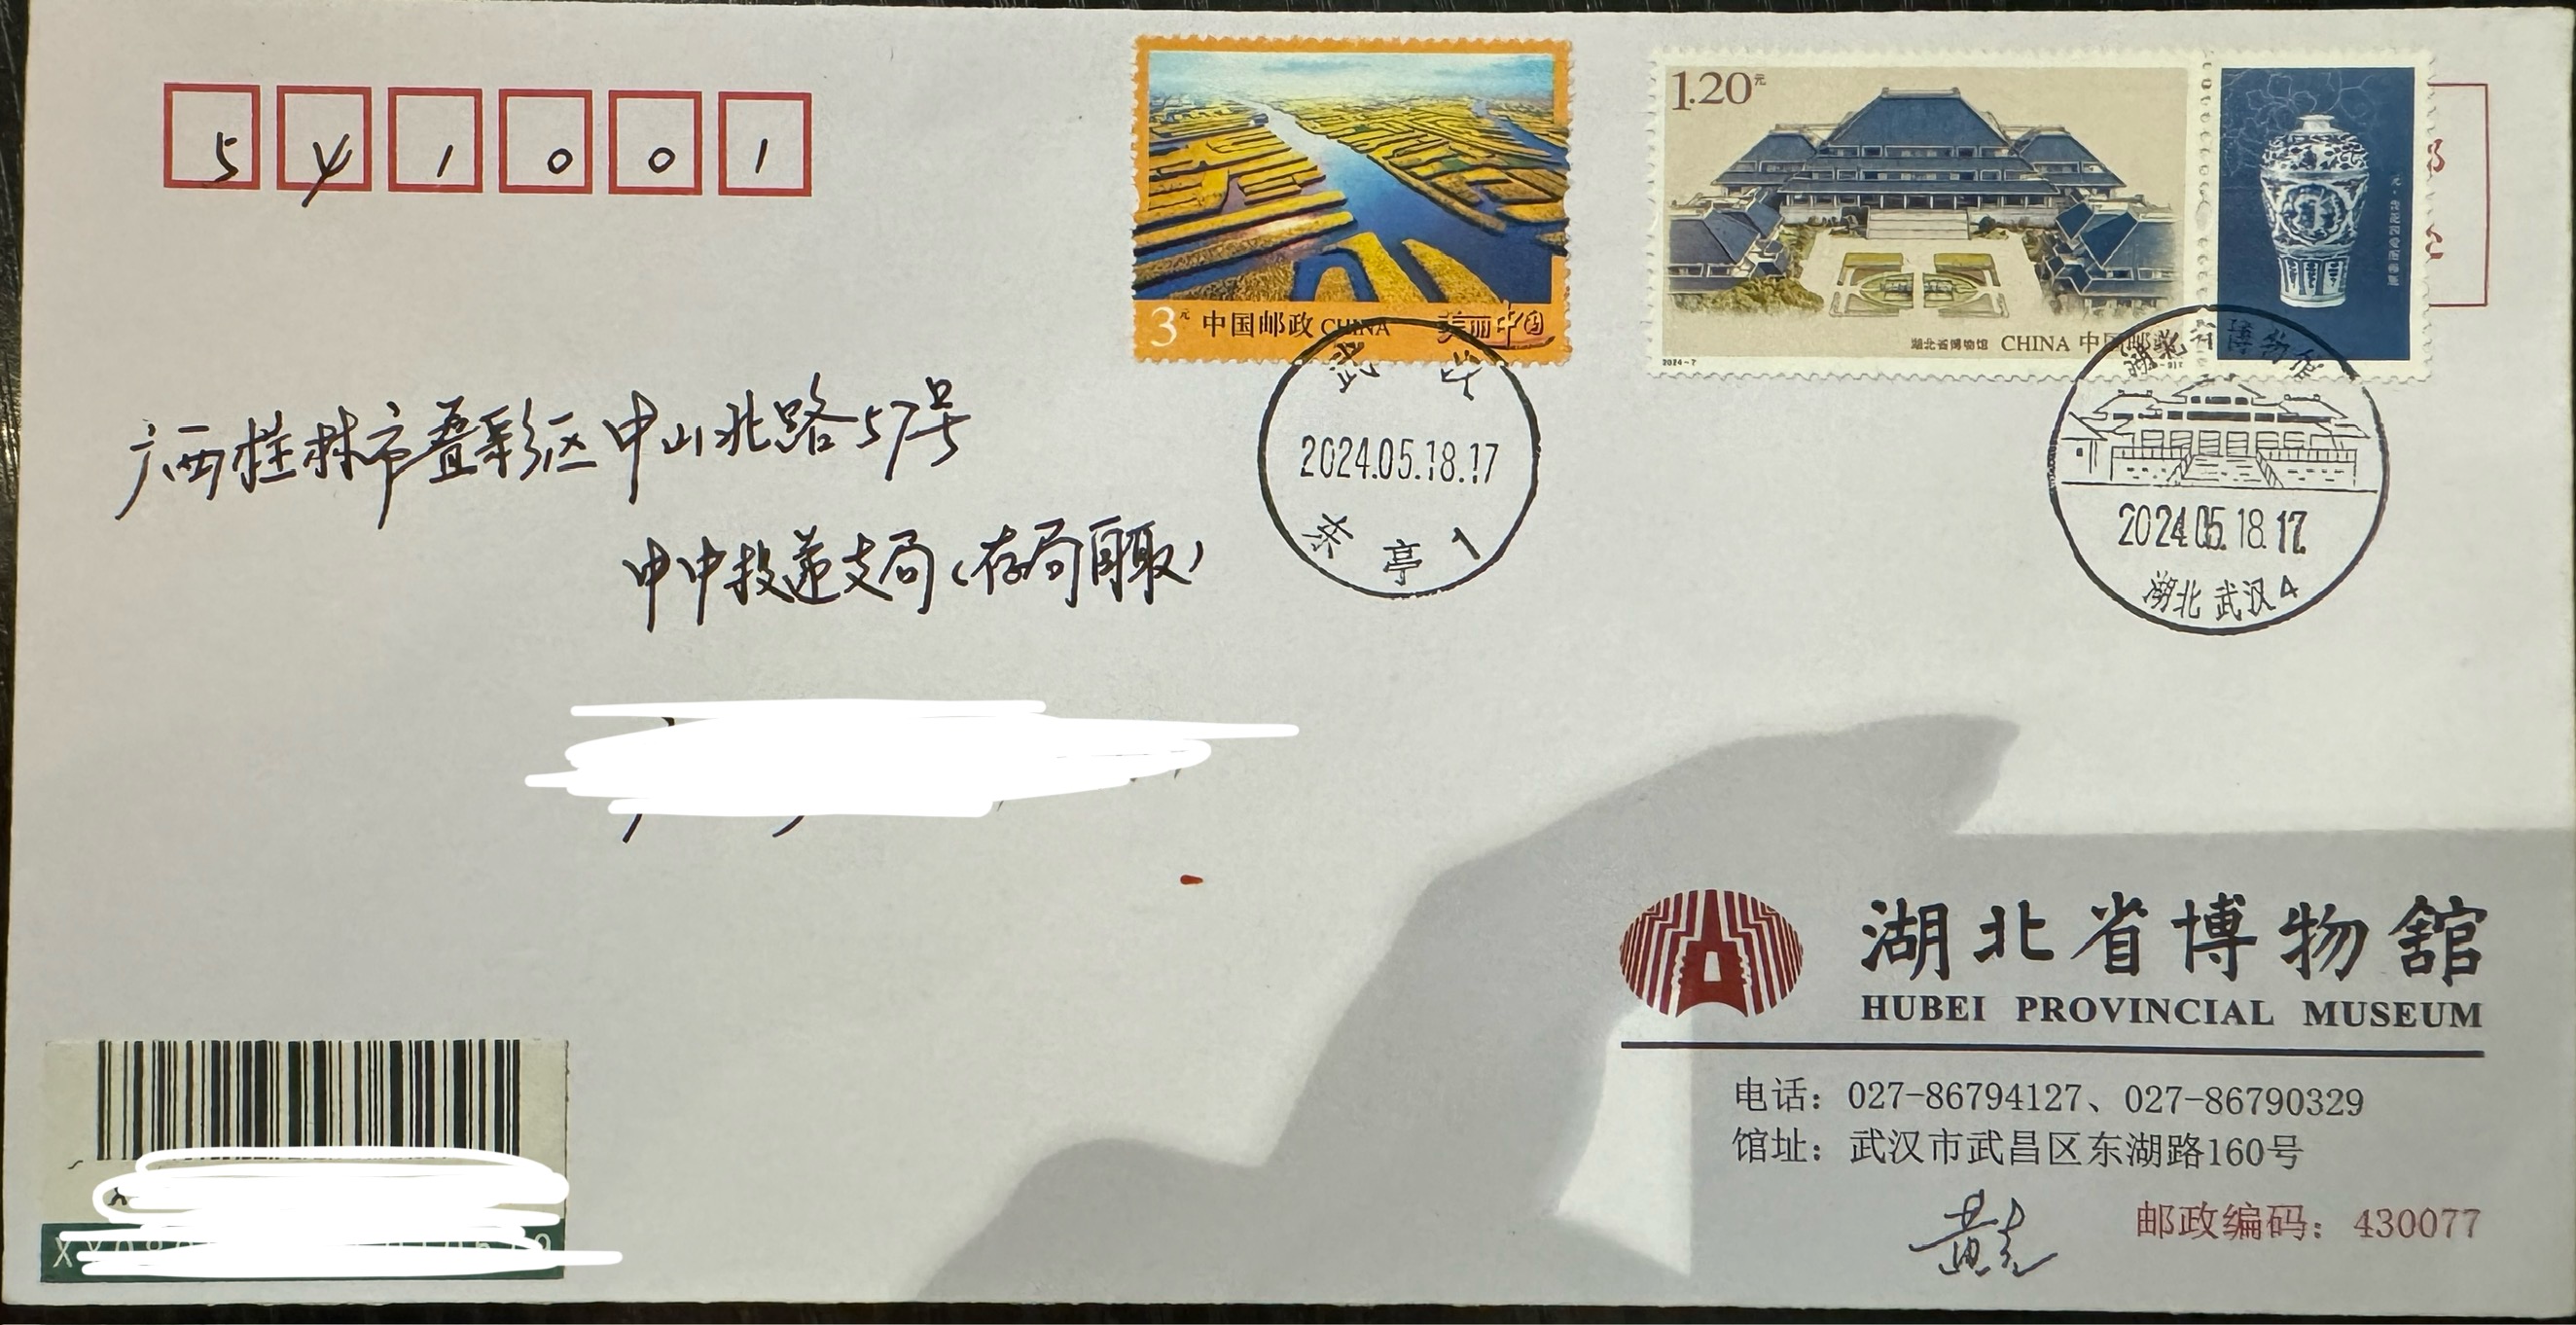 541001
3元 中国邮政 CHINA 美丽中国
1.20元
湖北省博物馆 CHINA 中国邮政
2024-7
武汉
2024.05.18.17
东亭1
湖北省博物馆
2024.05.18.17
湖北武汉4
广西桂林市叠彩区中山北路57号
中中投递支局(存局自取)
湖北省博物館
HUBEI PROVINCIAL MUSEUM
电话：027-86794127、027-86790329
馆址：武汉市武昌区东湖路160号
邮政编码：430077